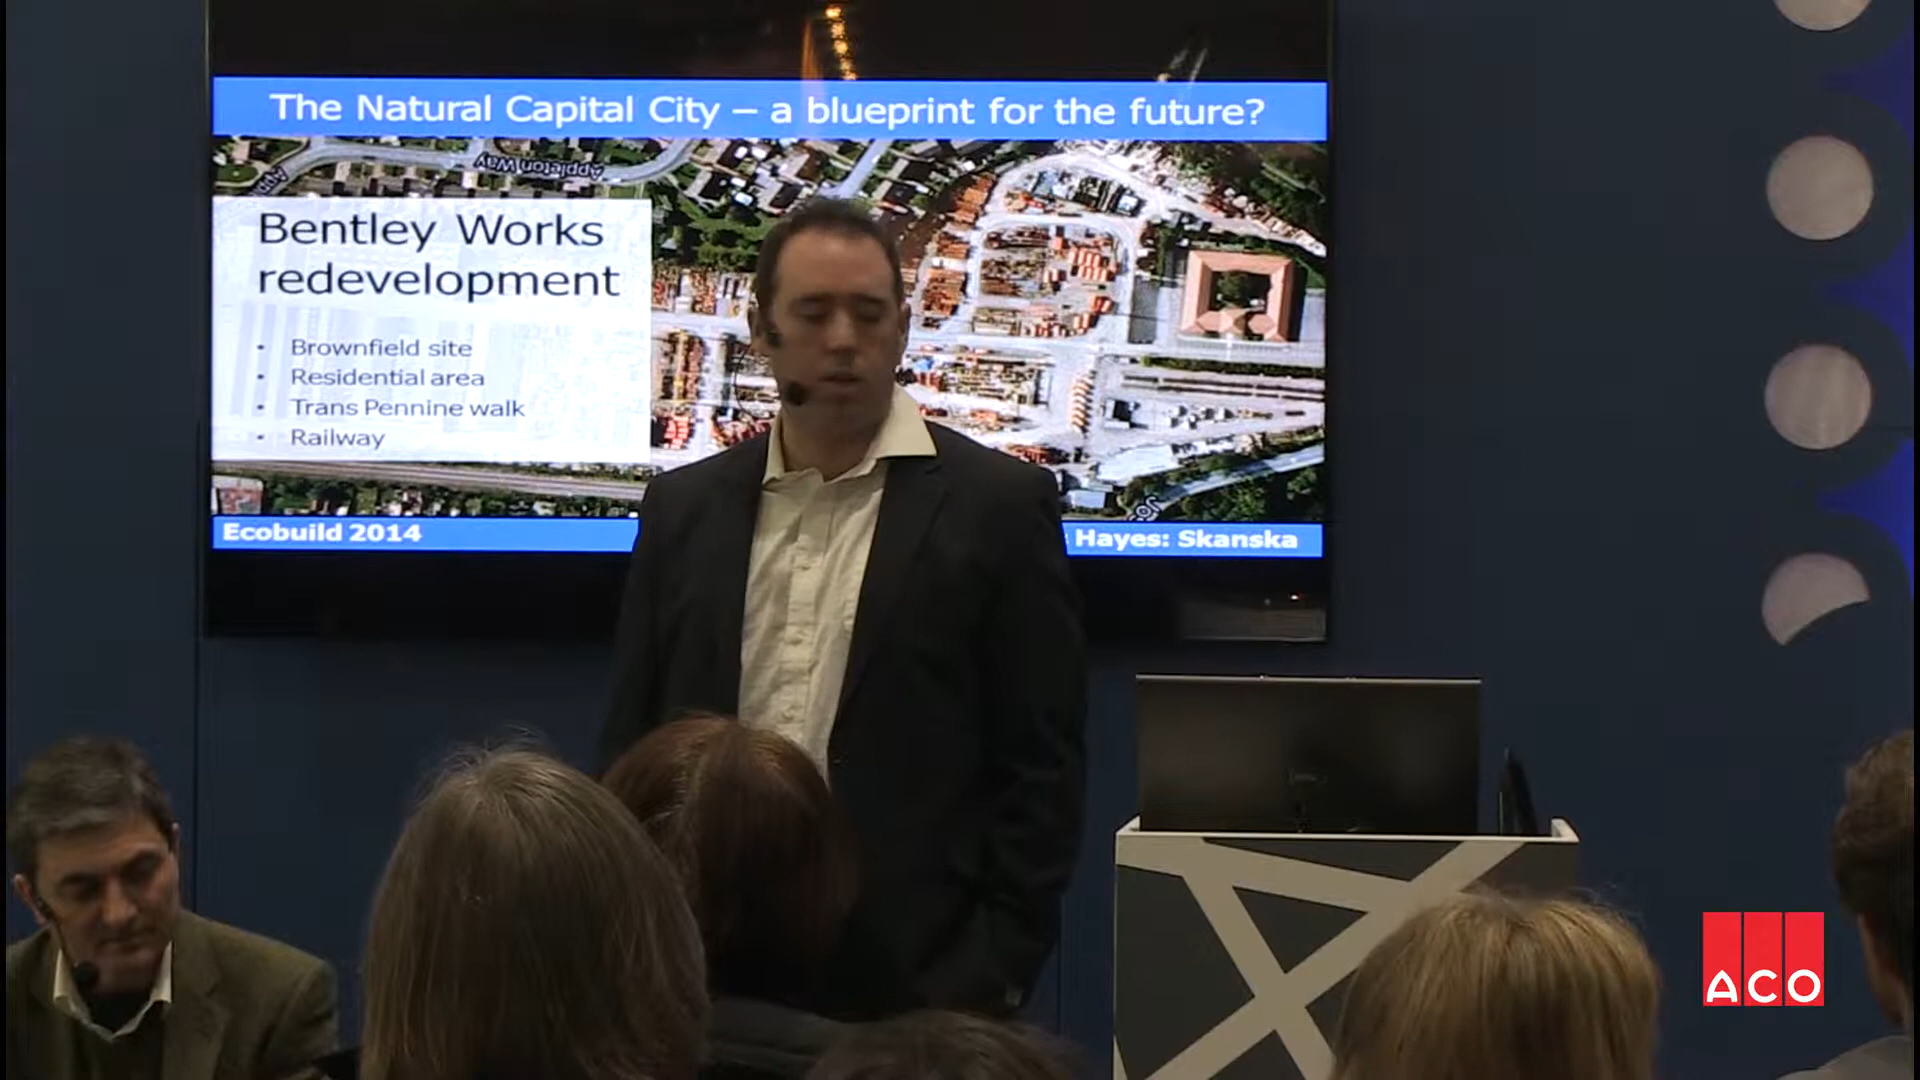 The Natural Capital City – a blueprint for the future?
Appleton Way
App
Bentley Works
redevelopment
• Brownfield site
• Residential area
• Trans Pennine walk
• Railway
Ecobuild 2014
Hayes: Skanska
ACO